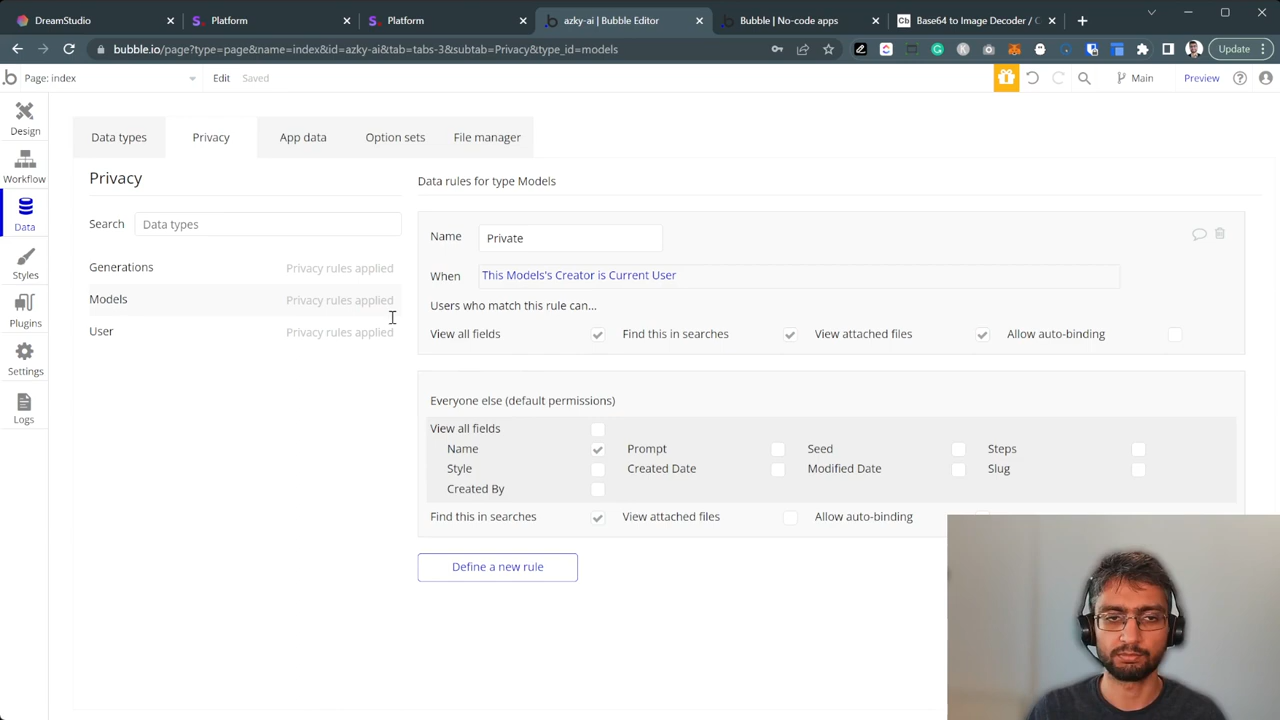 DreamStudio
Platform
Platform
azky-ai | Bubble Editor
Bubble | No-code apps
Base64 to Image Decoder / C
bubble.io/page?type=page&name=index&id=azky-ai&tab=tabs-3&subtab=Privacy&type_id=models
Update
Page: index
Edit
Saved
Main
Preview
Design
Workflow
Data
Styles
Plugins
Settings
Logs
Data types
Privacy
App data
Option sets
File manager
Privacy
Search
Data types
Generations
Privacy rules applied
Models
Privacy rules applied
User
Privacy rules applied
Data rules for type Models
Name
Private
When
This Models's Creator is Current User
Users who match this rule can...
View all fields
Find this in searches
View attached files
Allow auto-binding
Everyone else (default permissions)
View all fields
Name
Prompt
Seed
Steps
Style
Created Date
Modified Date
Slug
Created By
Find this in searches
View attached files
Allow auto-binding
Define a new rule